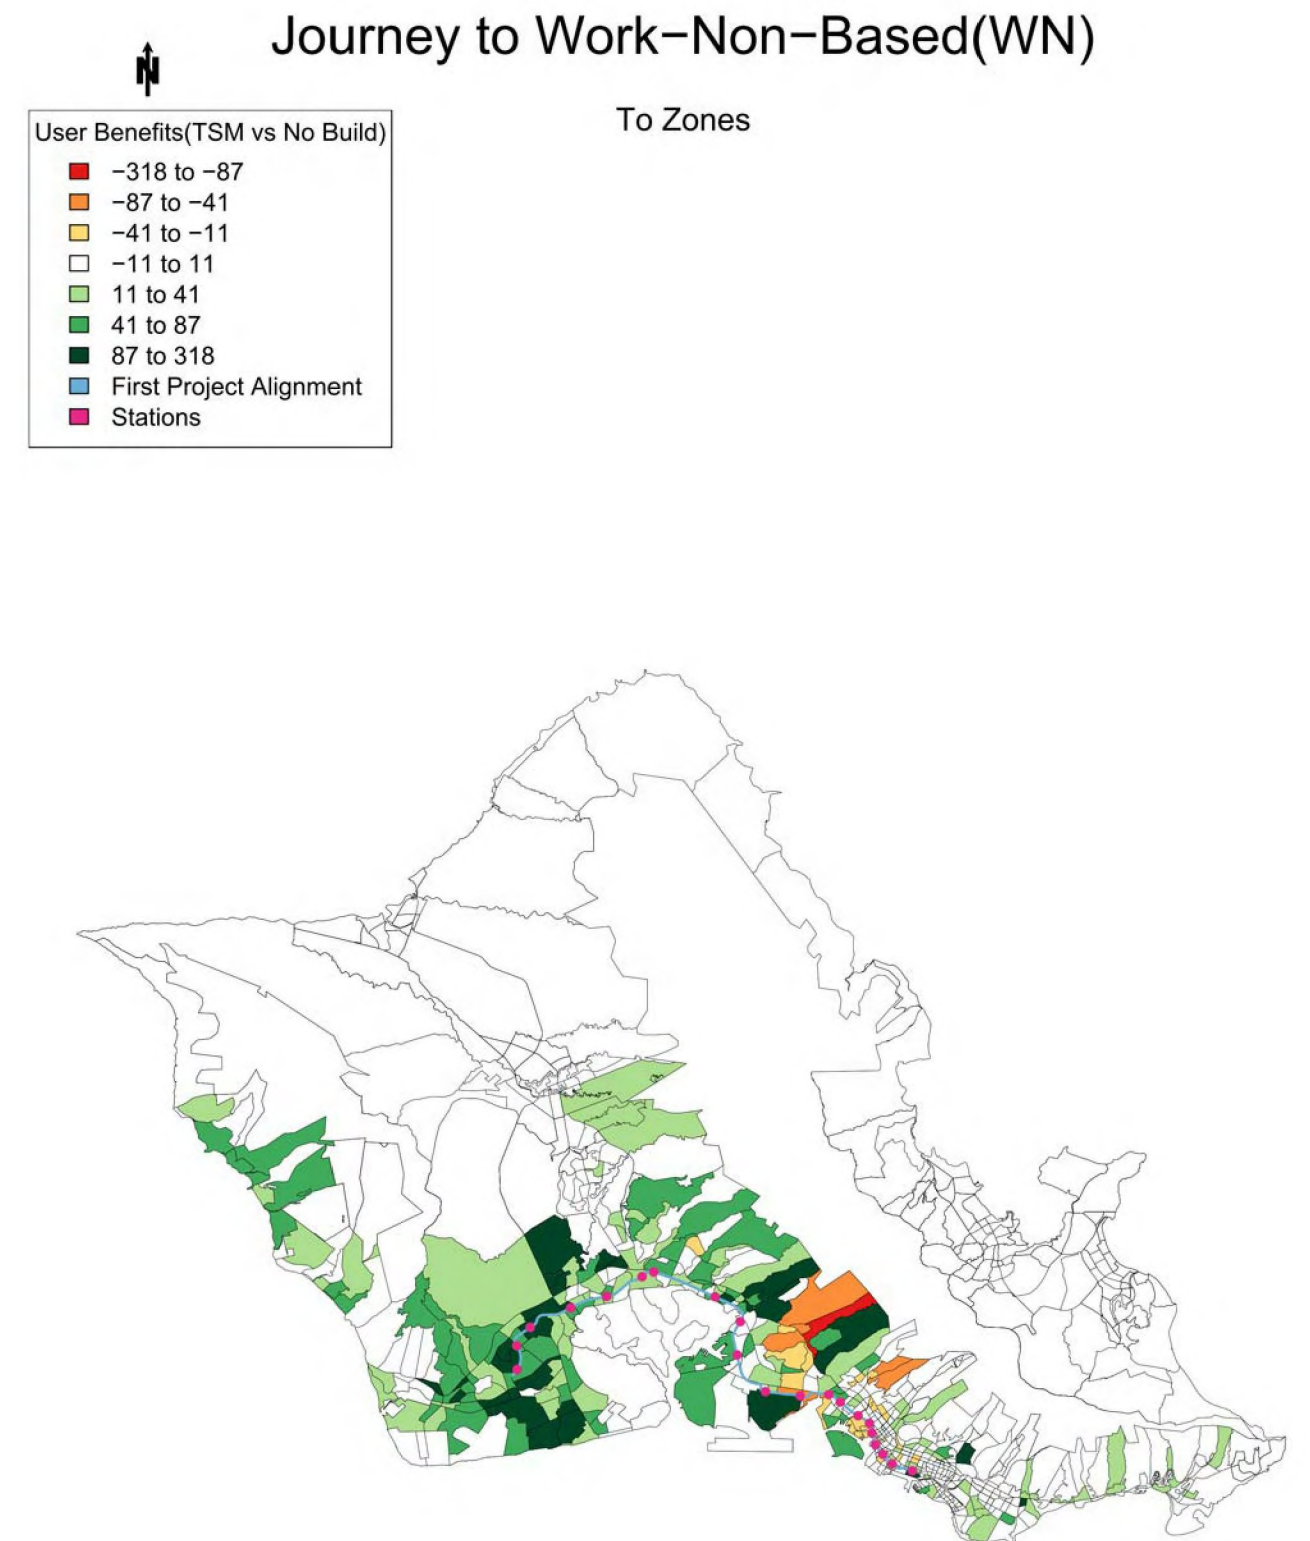 Journey to Work−Non−Based(WN)
N
To Zones
User Benefits(TSM vs No Build)
−318 to −87
−87 to −41
−41 to −11
−11 to 11
11 to 41
41 to 87
87 to 318
First Project Alignment
Stations